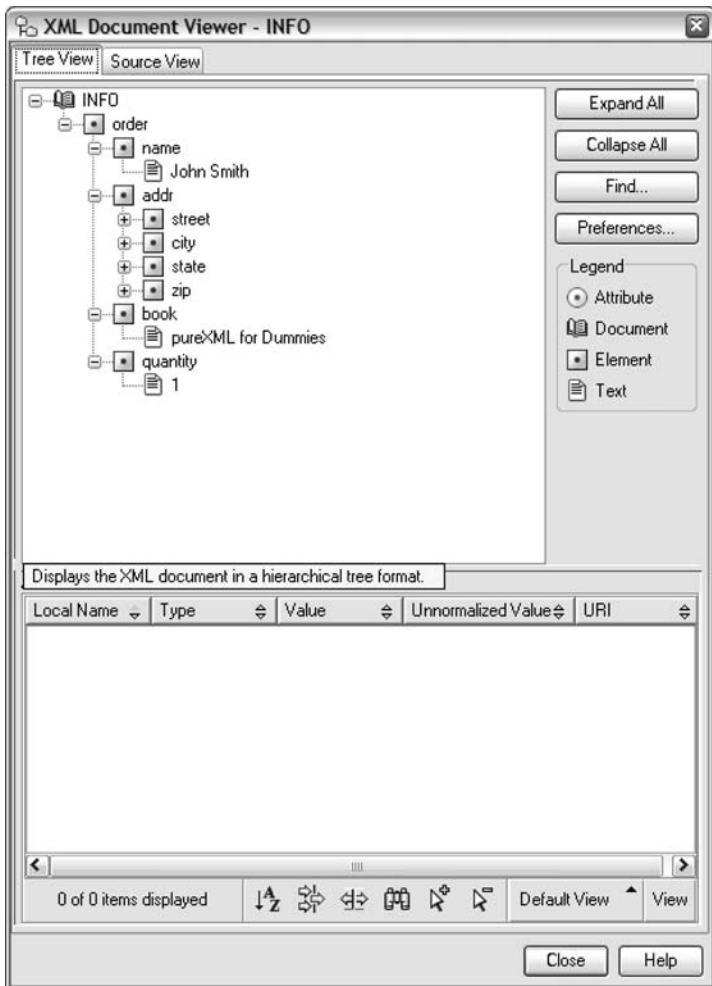 XML Document Viewer - INFO
Tree View Source View
INFO
order
name
John Smith
addr
street
city
state
zip
book
pureXML for Dummies
quantity
1
Expand All
Collapse All
Find...
Preferences...
Legend
Attribute
Document
Element
Text
Displays the XML document in a hierarchical tree format.
Local Name Type Value Unnormalized Value URI
0 of 0 items displayed Default View View
Close Help